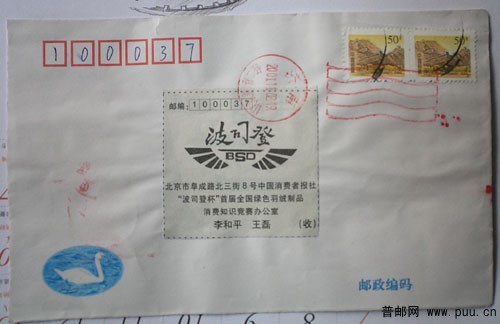 100037
50
50
邮编:100037
波司登
BSD
北京市阜成路北三街8号中国消费者报社
“波司登杯”首届全国绿色羽绒制品
消费知识竞赛办公室
李和平 王磊 (收)
邮政编码
普邮网 www.puu.cn